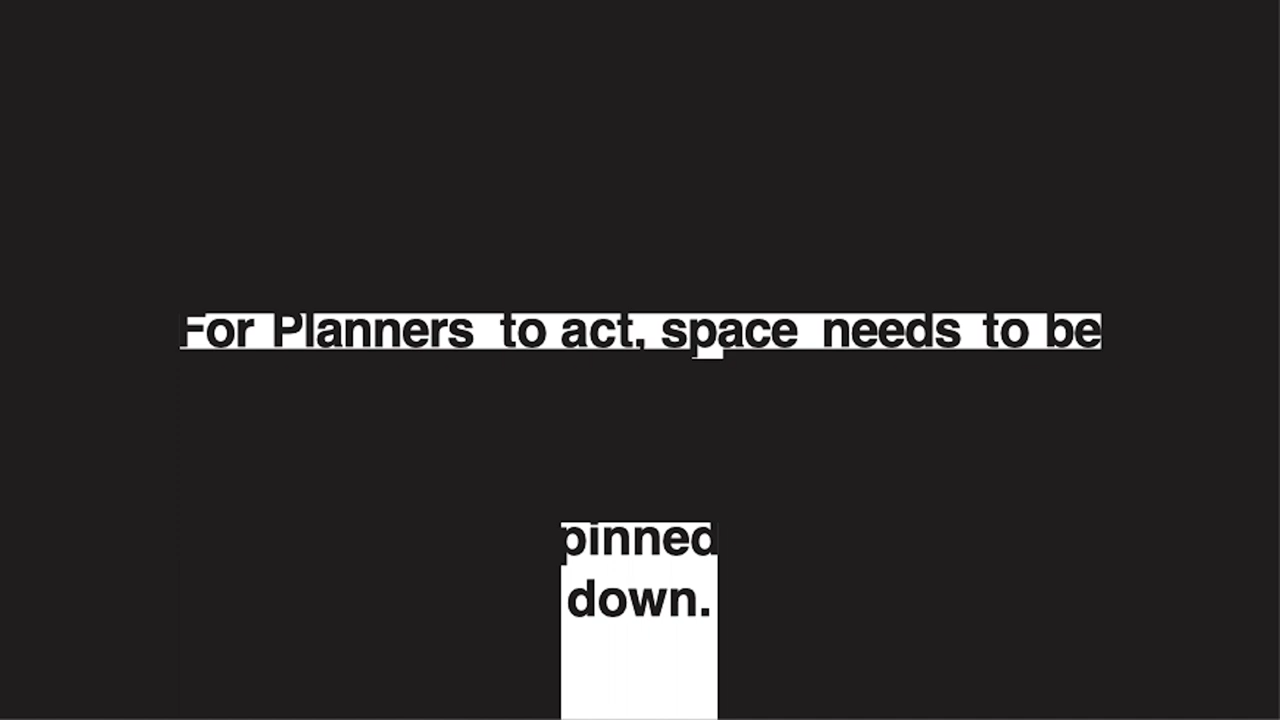 For Planners to act, space needs to be
pinned
down.